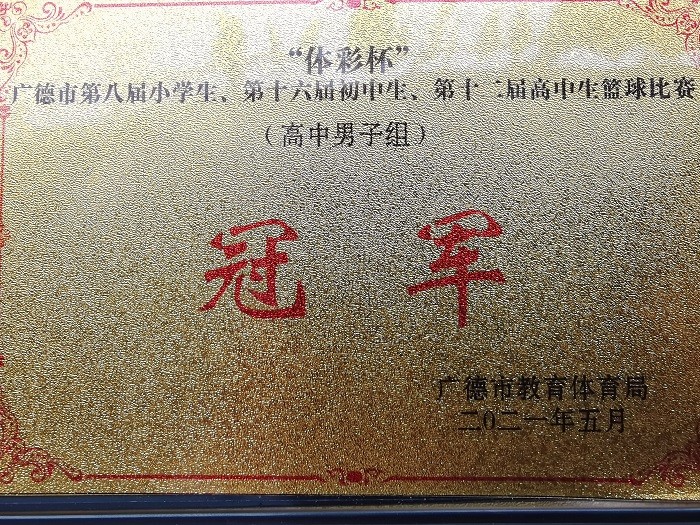 “体彩杯”
广德市第八届小学生、第十六届初中生、第十二届高中生篮球比赛
（高中男子组）
冠军
广德市教育体育局
二〇二一年五月